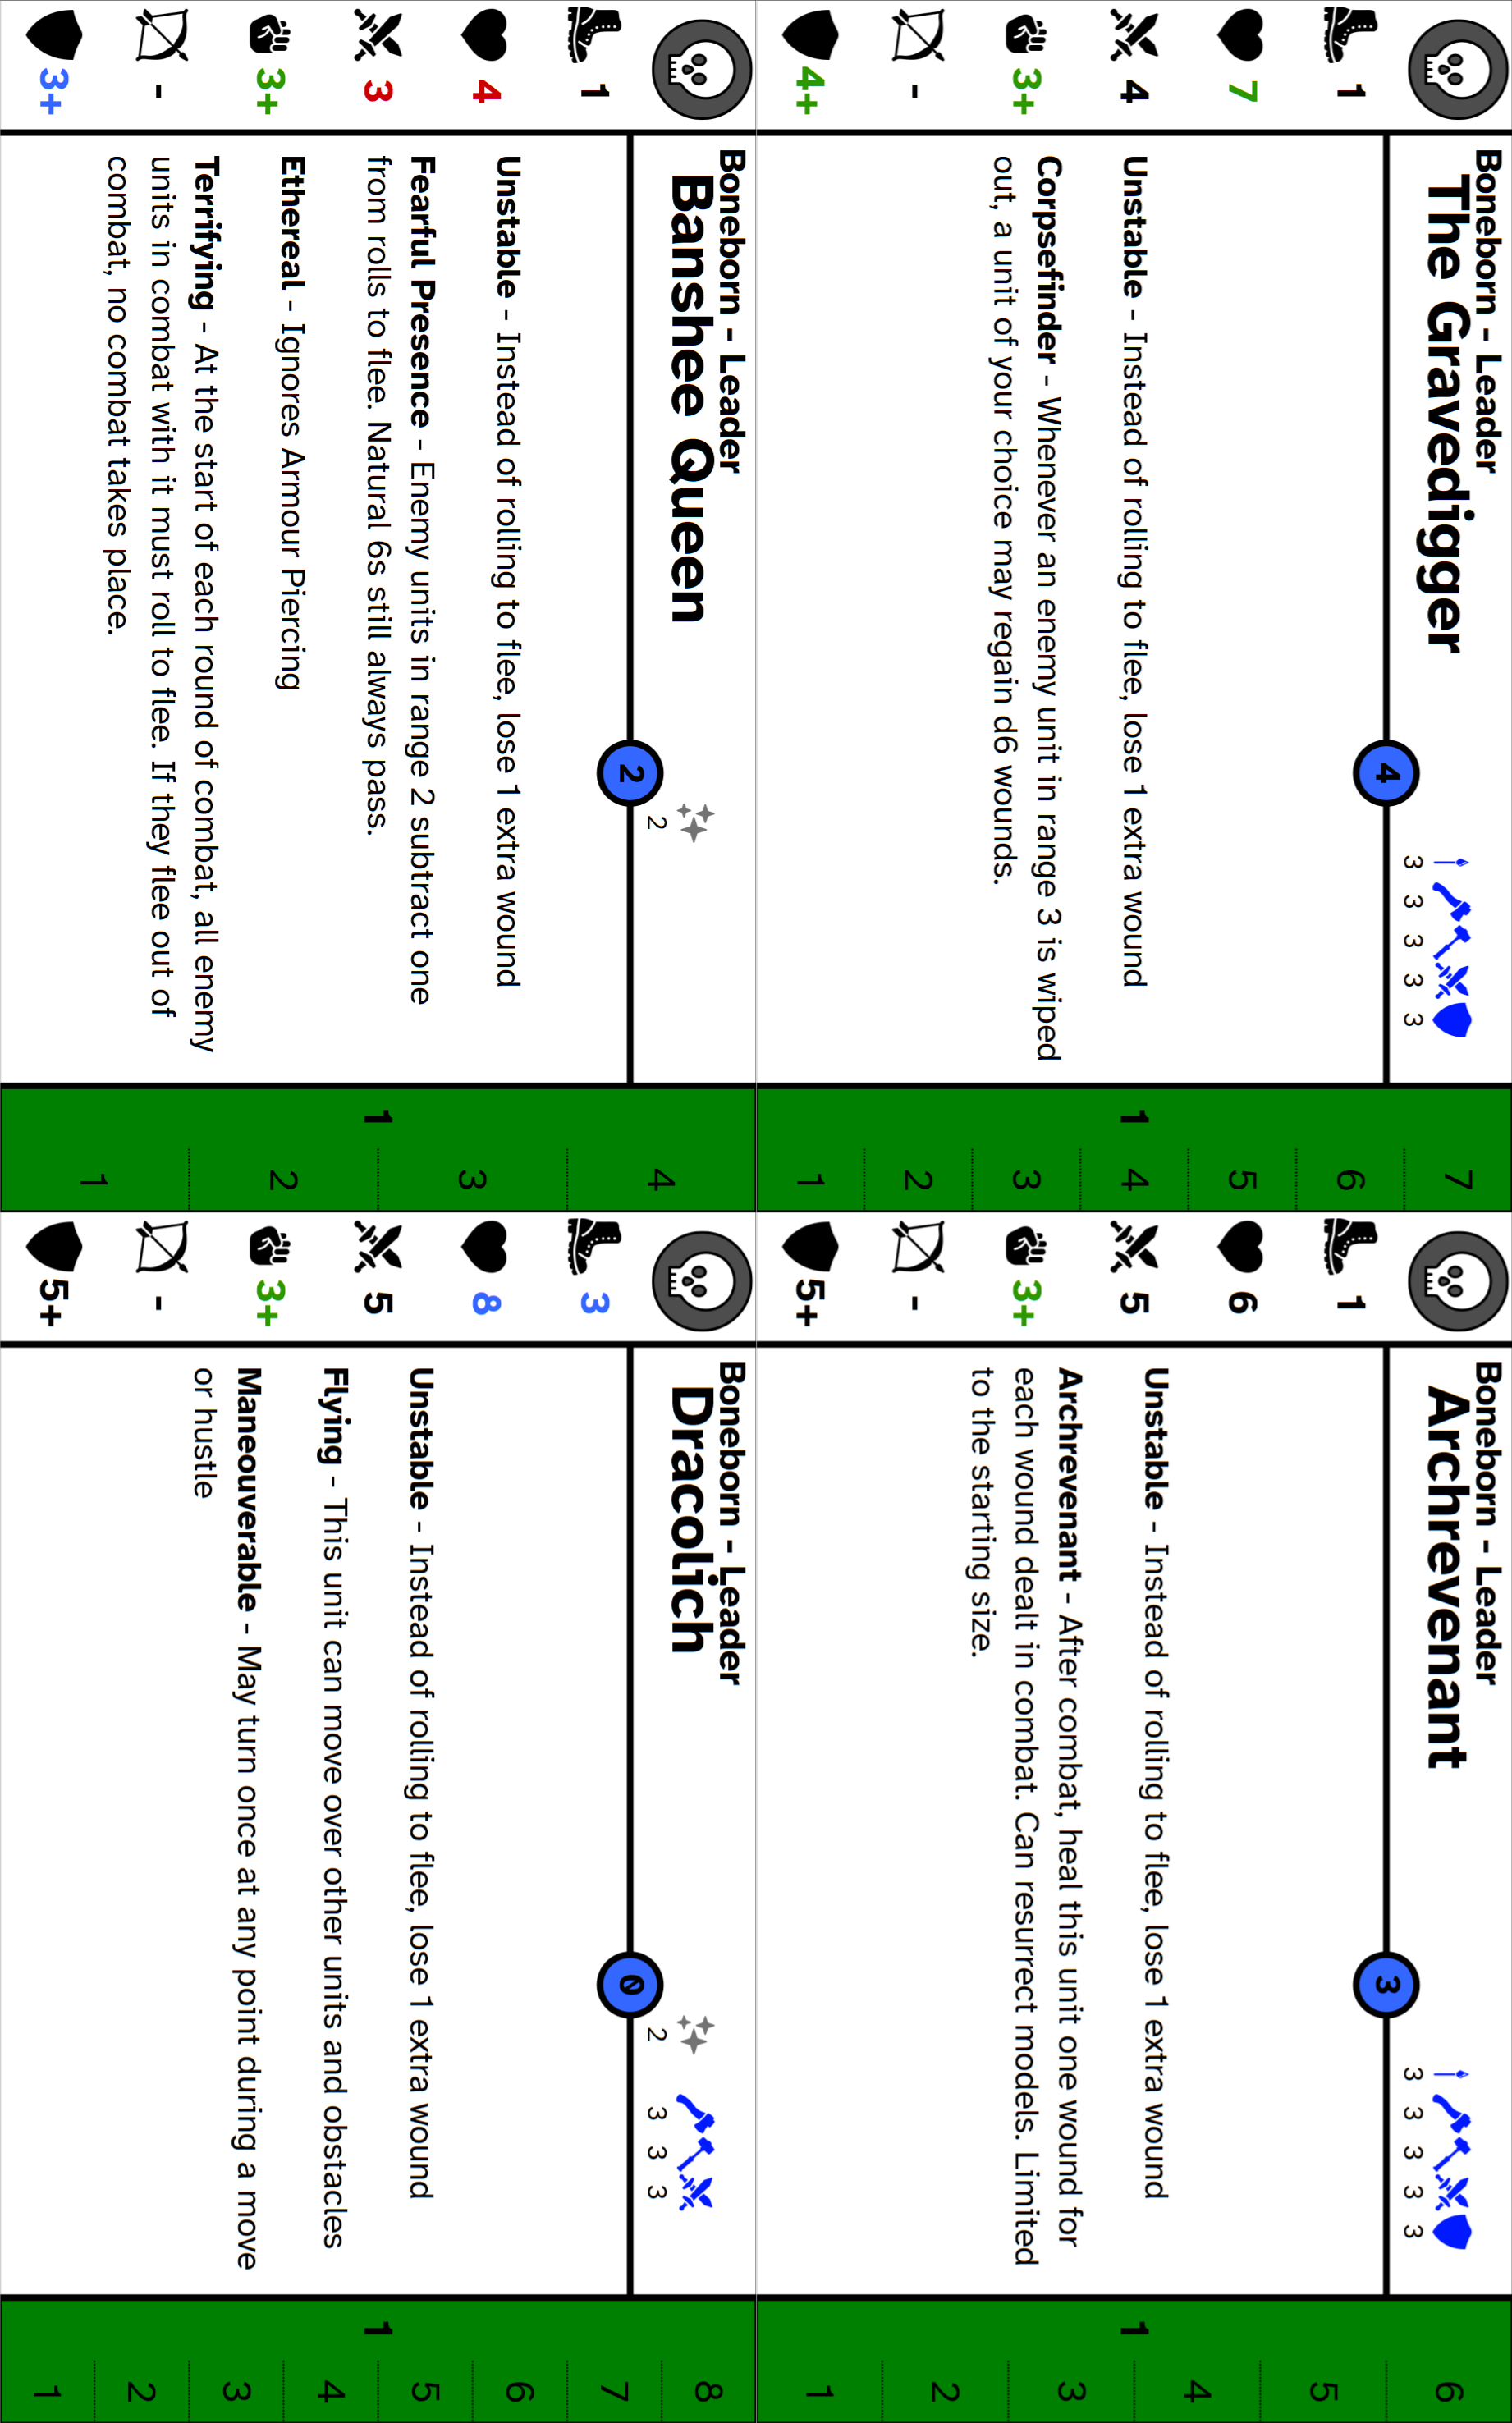 Boneborn - Leader
The Gravedigger
4
3 3 3 3 3
1
7
4
3+
-
4+
Unstable - Instead of rolling to flee, lose 1 extra wound
Corpsefinder - Whenever an enemy unit in range 3 is wiped
out, a unit of your choice may regain d6 wounds.
1
7
6
5
4
3
2
1
Boneborn - Leader
Archrevenant
3
3 3 3 3 3
1
6
5
3+
-
5+
Unstable - Instead of rolling to flee, lose 1 extra wound
Archrevenant - After combat, heal this unit one wound for
each wound dealt in combat. Can resurrect models. Limited
to the starting size.
1
6
5
4
3
2
1
Boneborn - Leader
Banshee Queen
2
2
1
4
3
3+
-
3+
Unstable - Instead of rolling to flee, lose 1 extra wound
Fearful Presence - Enemy units in range 2 subtract one
from rolls to flee. Natural 6s still always pass.
Ethereal - Ignores Armour Piercing
Terrifying - At the start of each round of combat, all enemy
units in combat with it must roll to flee. If they flee out of
combat, no combat takes place.
1
4
3
2
1
Boneborn - Leader
Dracolich
0
2 3 3 3
3
8
5
3+
-
5+
Unstable - Instead of rolling to flee, lose 1 extra wound
Flying - This unit can move over other units and obstacles
Maneouverable - May turn once at any point during a move
or hustle
1
8
7
6
5
4
3
2
1